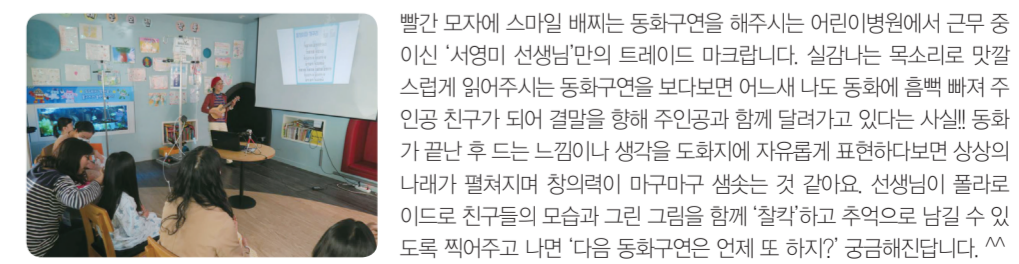 빨간 모자에 스마일 배찌는 동화구연을 해주시는 어린이병원에서 근무 중
이신 ‘서영미 선생님’만의 트레이드 마크랍니다. 실감나는 목소리로 맛깔
스럽게 읽어주시는 동화구연을 보다보면 어느새 나도 동화에 흠뻑 빠져 주
인공 친구가 되어 결말을 향해 주인공과 함께 달려가고 있다는 사실!! 동화
가 끝난 후 드는 느낌이나 생각을 도화지에 자유롭게 표현하다보면 상상의
나래가 펼쳐지며 창의력이 마구마구 샘솟는 것 같아요. 선생님이 폴라로
이드로 친구들의 모습과 그린 그림을 함께 ‘찰칵’하고 추억으로 남길 수 있
도록 찍어주고 나면 ‘다음 동화구연은 언제 또 하지?’ 궁금해진답니다. ^^